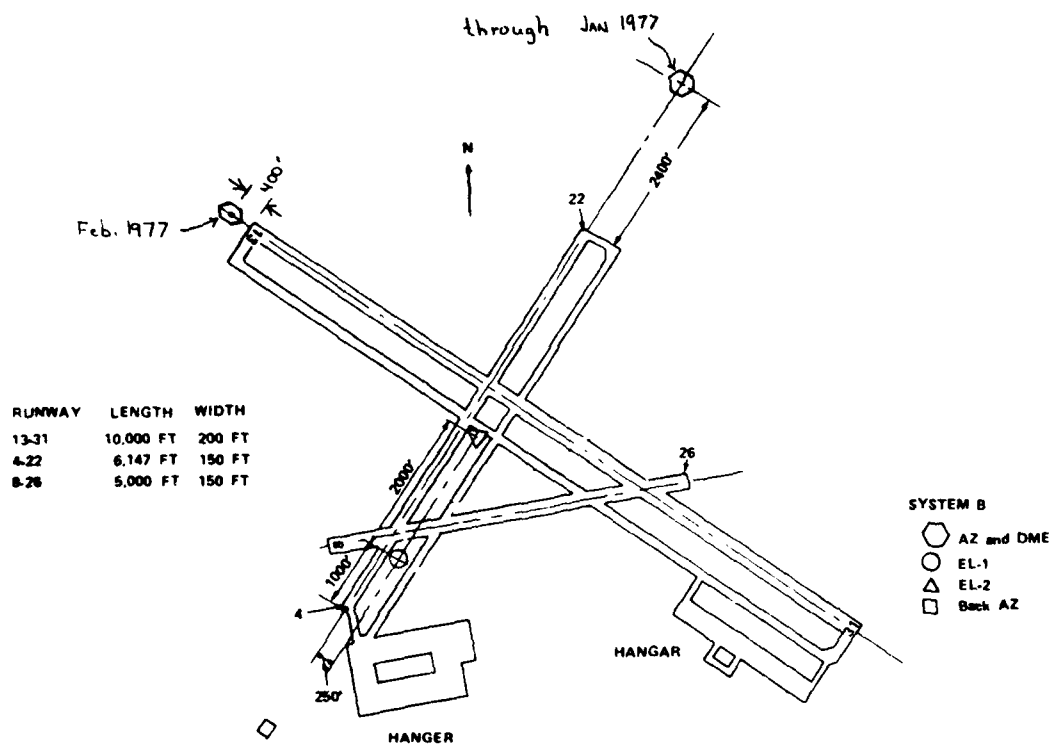 through JAN 1977
N
400'
2400'
22
Feb. 1977
13
RUNWAY LENGTH WIDTH
13-31 10,000 FT 200 FT
4-22 6,147 FT 150 FT
8-26 5,000 FT 150 FT
2000'
26
SYSTEM B
AZ and DME
EL-1
EL-2
Back AZ
8
1000'
4
31
HANGAR
250'
HANGER